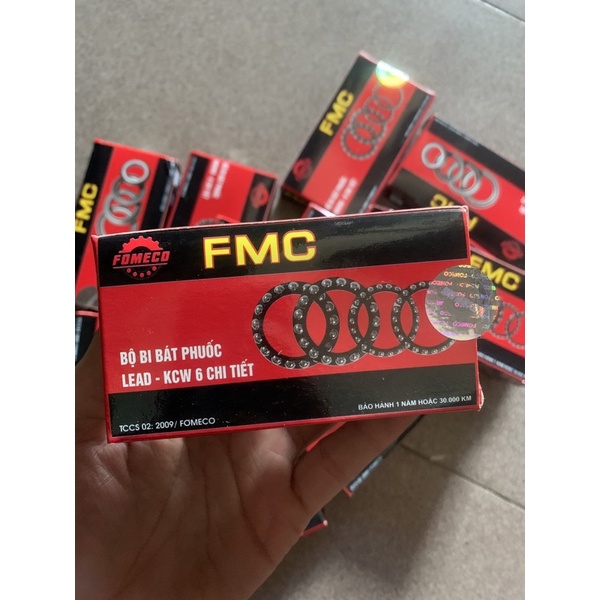 FMC
FMC
FMC
FMC
FOMECO
FMC
BỘ BI BÁT PHUỐC
LEAD - KCW 6 CHI TIẾT
TCCS 02: 2009/ FOMECO
BẢO HÀNH 1 NĂM HOẶC 30.000 KM